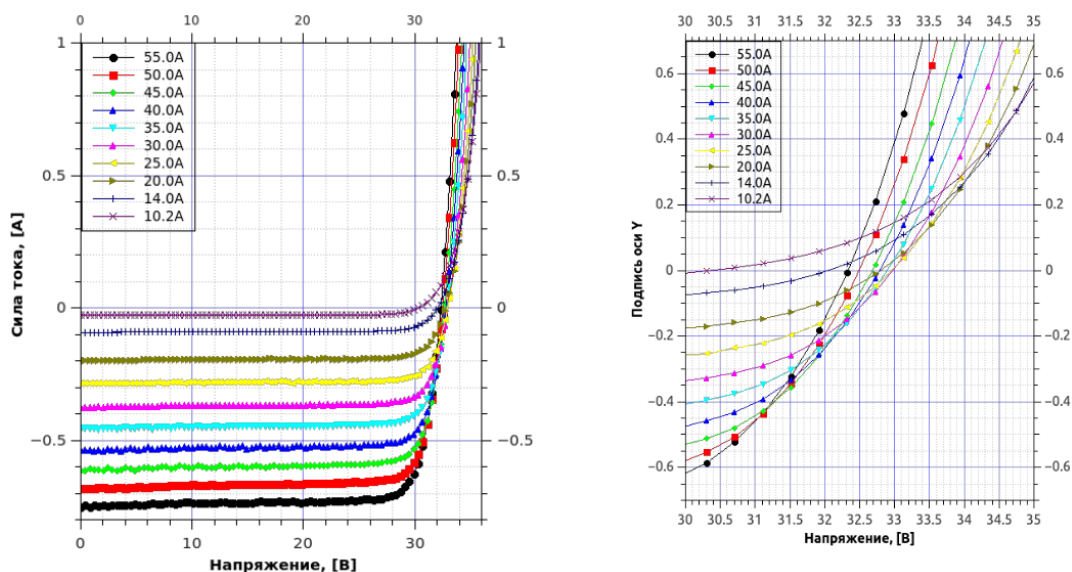 0 10 20 30
1 1
55.0A
50.0A
45.0A
40.0A
35.0A
30.0A
25.0A
20.0A
14.0A
10.2A
0.5 0.5
0 0
−0.5 −0.5
Сила тока, [А]
0 10 20 30
Напряжение, [В]
30 30.5 31 31.5 32 32.5 33 33.5 34 34.5 35
55.0A
50.0A
45.0A
40.0A
35.0A
30.0A
25.0A
20.0A
14.0A
10.2A
0.6 0.6
0.4 0.4
0.2 0.2
0 0
−0.2 −0.2
−0.4 −0.4
−0.6 −0.6
Подпись оси Y
30 30.5 31 31.5 32 32.5 33 33.5 34 34.5 35
Напряжение, [В]